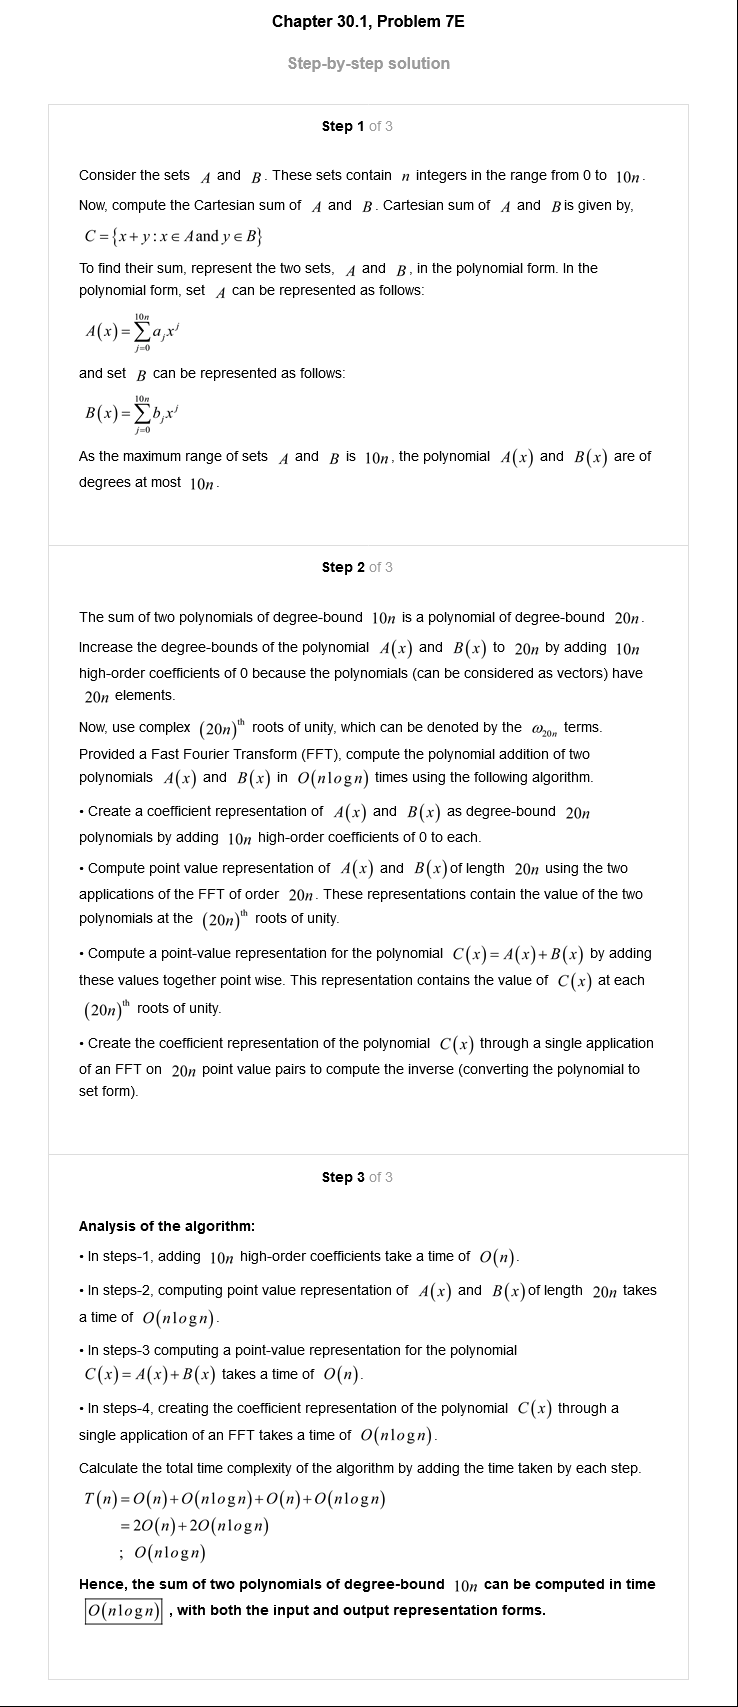 Chapter 30.1, Problem 7E
Step-by-step solution
Step 1 of 3
Consider the sets A and B. These sets contain n integers in the range from 0 to 10n.
Now, compute the Cartesian sum of A and B. Cartesian sum of A and B is given by,
C = {x + y : x ∈ A and y ∈ B}
To find their sum, represent the two sets, A and B, in the polynomial form. In the
polynomial form, set A can be represented as follows:
A(x) = ∑_{j=0}^{10n} a_j x^j
and set B can be represented as follows:
B(x) = ∑_{j=0}^{10n} b_j x^j
As the maximum range of sets A and B is 10n, the polynomial A(x) and B(x) are of
degrees at most 10n.
Step 2 of 3
The sum of two polynomials of degree-bound 10n is a polynomial of degree-bound 20n.
Increase the degree-bounds of the polynomial A(x) and B(x) to 20n by adding 10n
high-order coefficients of 0 because the polynomials (can be considered as vectors) have
20n elements.
Now, use complex (20n)^th roots of unity, which can be denoted by the ω_{20n} terms.
Provided a Fast Fourier Transform (FFT), compute the polynomial addition of two
polynomials A(x) and B(x) in O(n log n) times using the following algorithm.
• Create a coefficient representation of A(x) and B(x) as degree-bound 20n
polynomials by adding 10n high-order coefficients of 0 to each.
• Compute point value representation of A(x) and B(x) of length 20n using the two
applications of the FFT of order 20n. These representations contain the value of the two
polynomials at the (20n)^th roots of unity.
• Compute a point-value representation for the polynomial C(x) = A(x) + B(x) by adding
these values together point wise. This representation contains the value of C(x) at each
(20n)^th roots of unity.
• Create the coefficient representation of the polynomial C(x) through a single application
of an FFT on 20n point value pairs to compute the inverse (converting the polynomial to
set form).
Step 3 of 3
Analysis of the algorithm:
• In steps-1, adding 10n high-order coefficients take a time of O(n).
• In steps-2, computing point value representation of A(x) and B(x) of length 20n takes
a time of O(n log n).
• In steps-3 computing a point-value representation for the polynomial
C(x) = A(x) + B(x) takes a time of O(n).
• In steps-4, creating the coefficient representation of the polynomial C(x) through a
single application of an FFT takes a time of O(n log n).
Calculate the total time complexity of the algorithm by adding the time taken by each step.
T(n) = O(n) + O(n log n) + O(n) + O(n log n)
= 2O(n) + 2O(n log n)
; O(n log n)
Hence, the sum of two polynomials of degree-bound 10n can be computed in time
O(n log n), with both the input and output representation forms.